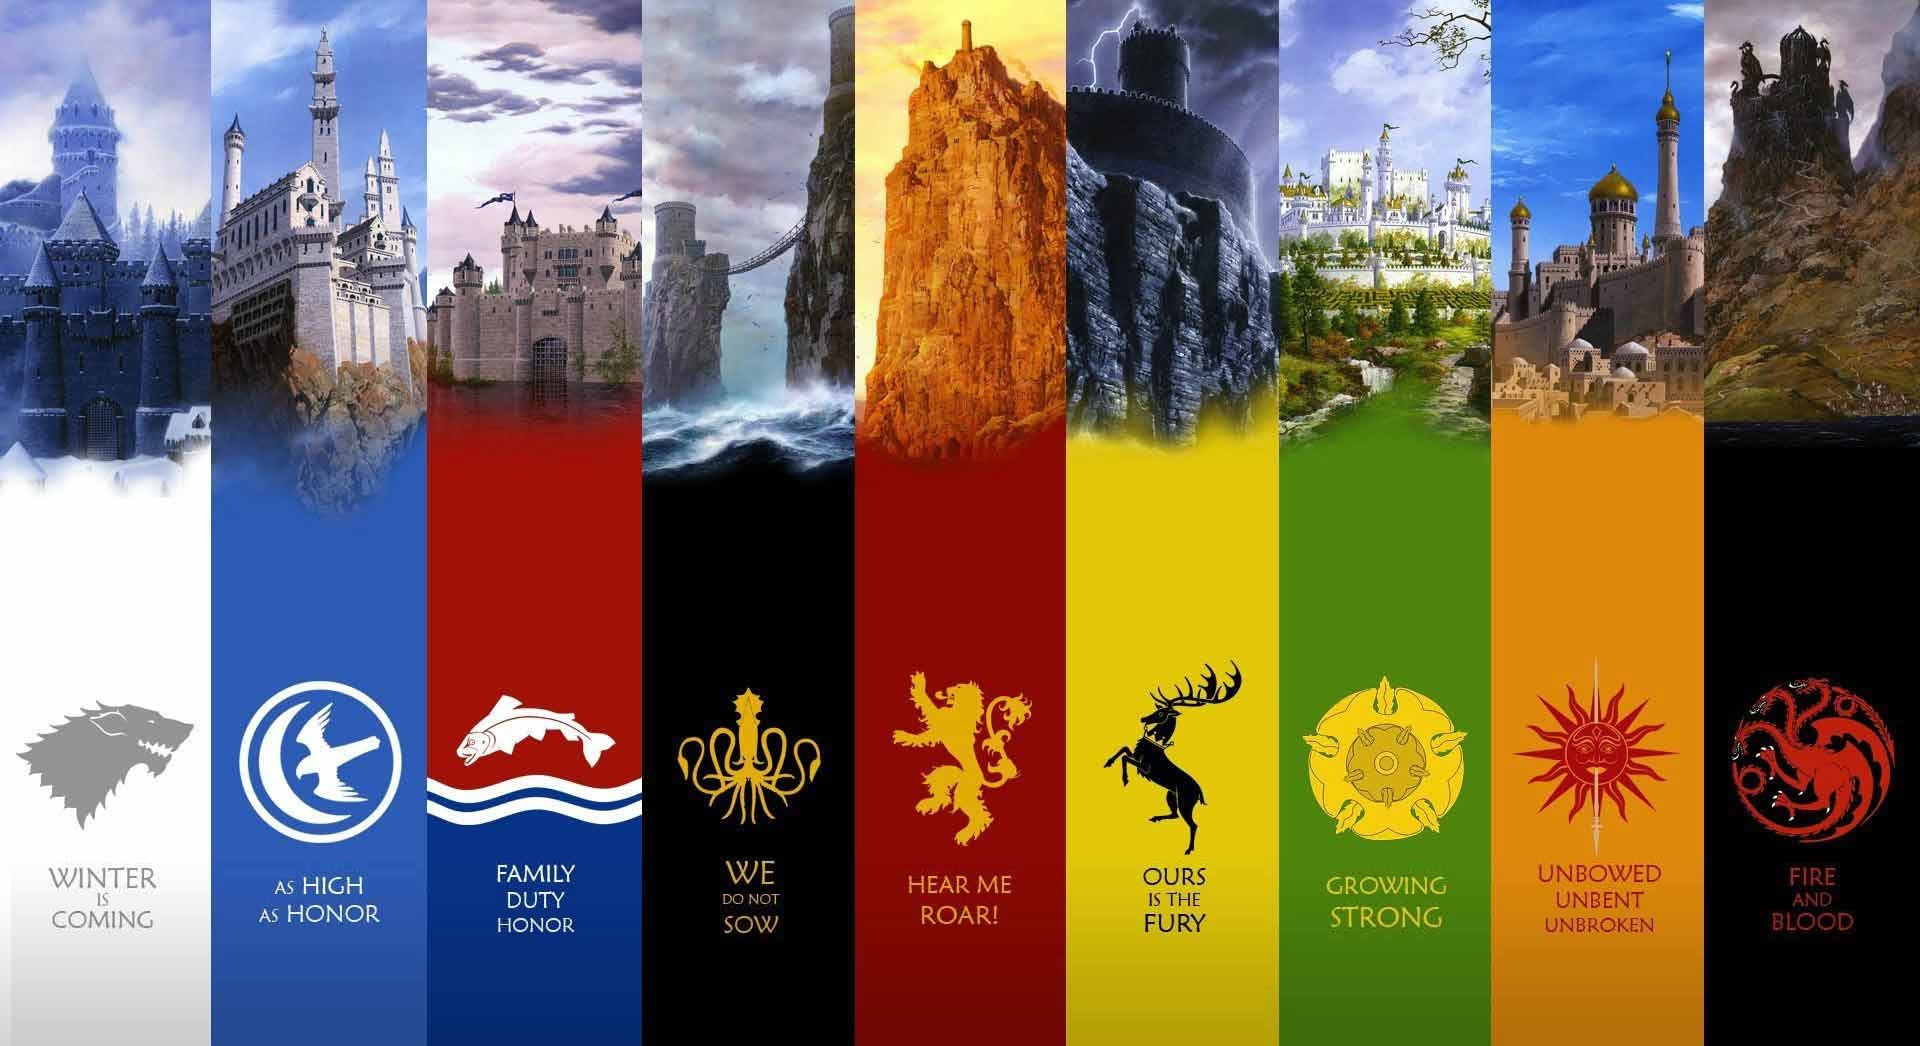 WINTER
IS
COMING
AS HIGH
AS HONOR
FAMILY
DUTY
HONOR
WE
DO NOT
SOW
HEAR ME
ROAR!
OURS
IS THE
FURY
GROWING
STRONG
UNBOWED
UNBENT
UNBROKEN
FIRE
AND
BLOOD